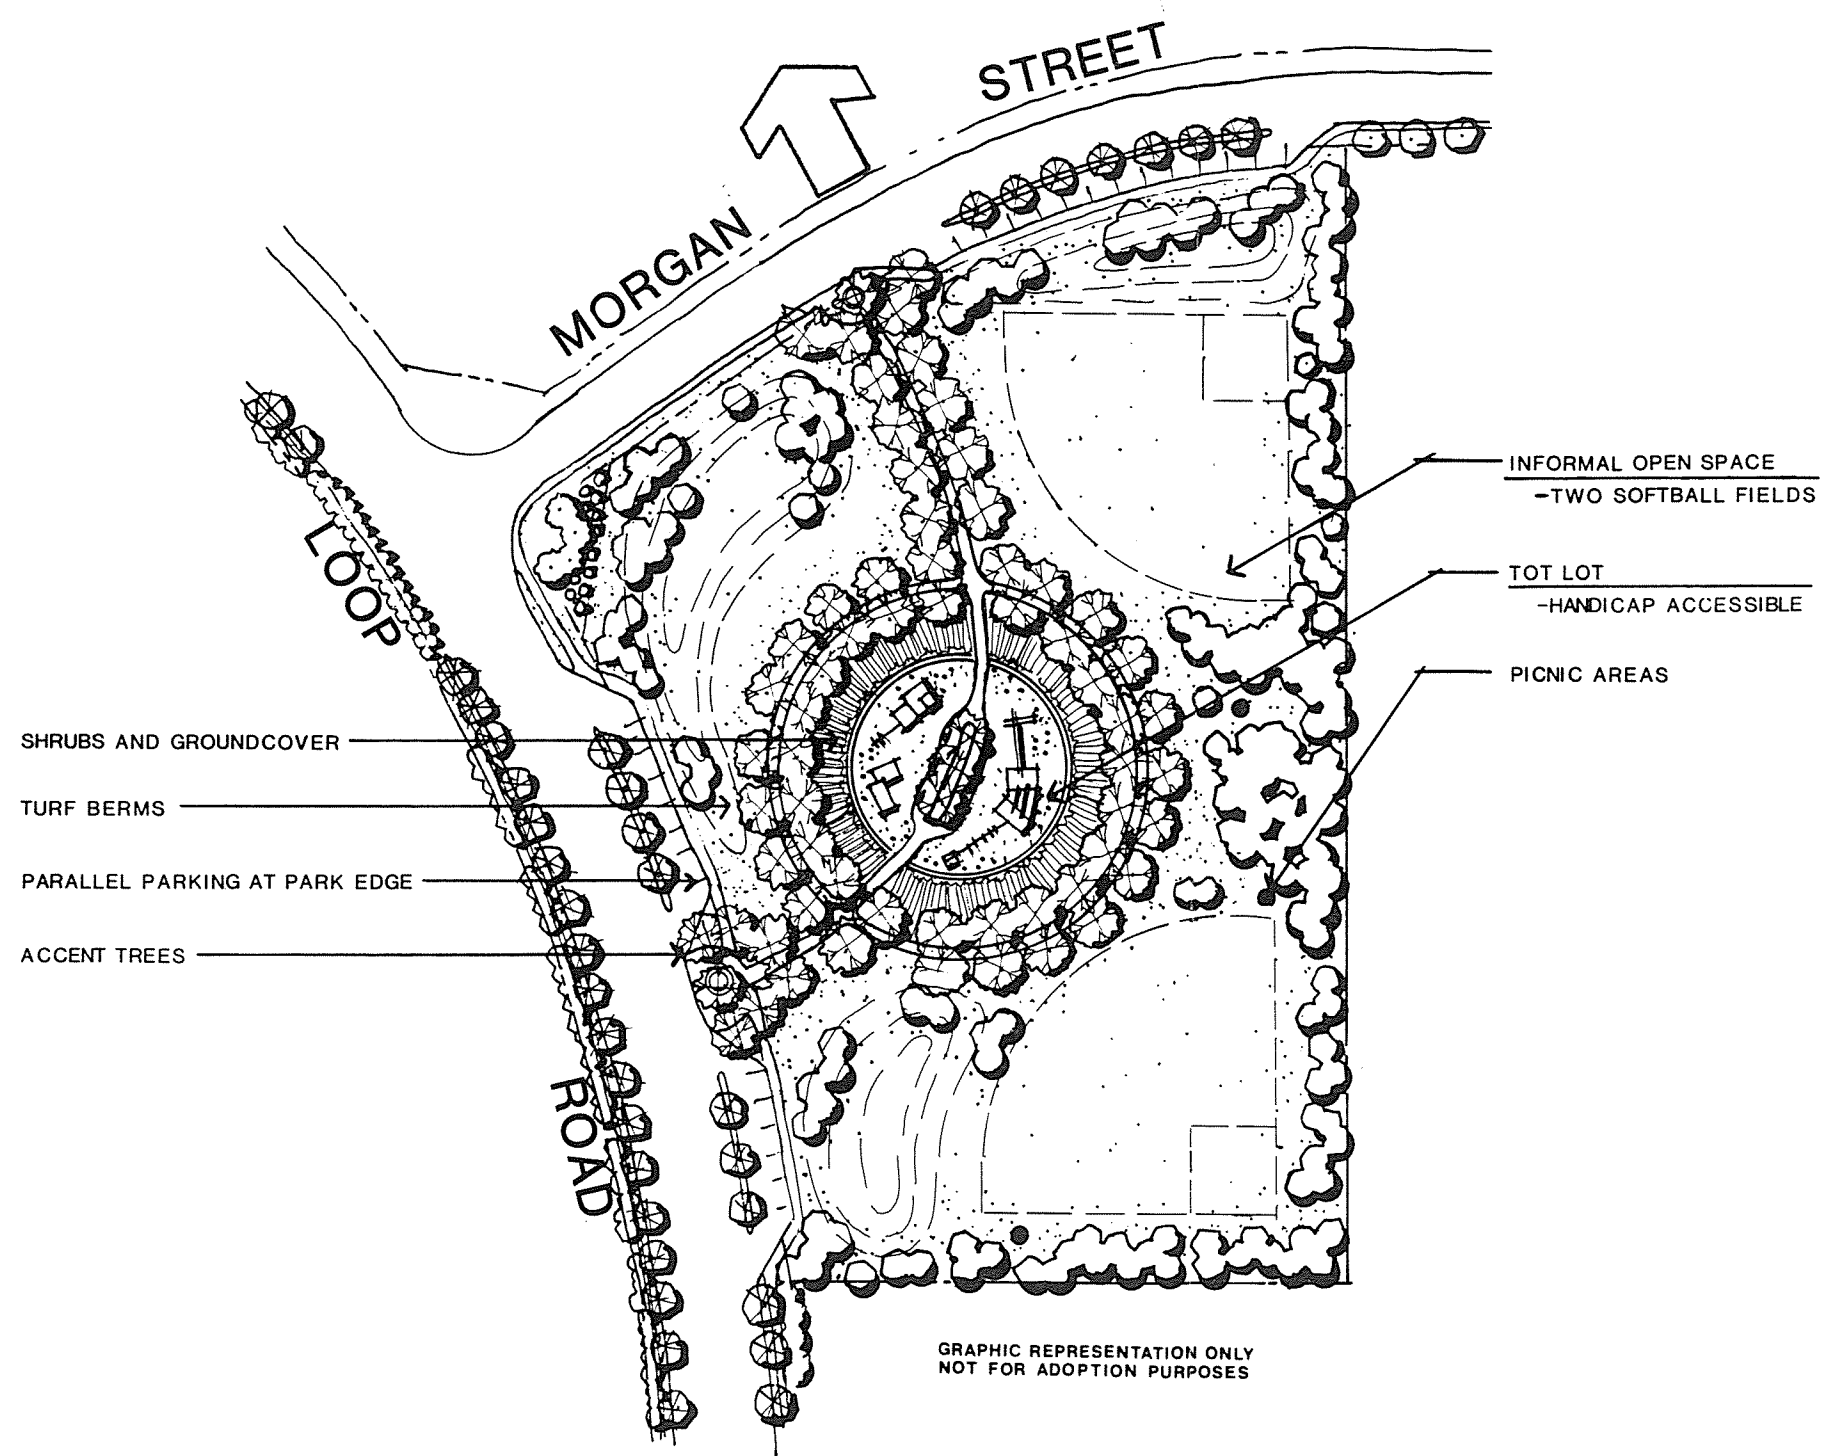 MORGAN STREET
LOOP ROAD
INFORMAL OPEN SPACE
-TWO SOFTBALL FIELDS
TOT LOT
-HANDICAP ACCESSIBLE
PICNIC AREAS
SHRUBS AND GROUNDCOVER
TURF BERMS
PARALLEL PARKING AT PARK EDGE
ACCENT TREES
GRAPHIC REPRESENTATION ONLY
NOT FOR ADOPTION PURPOSES